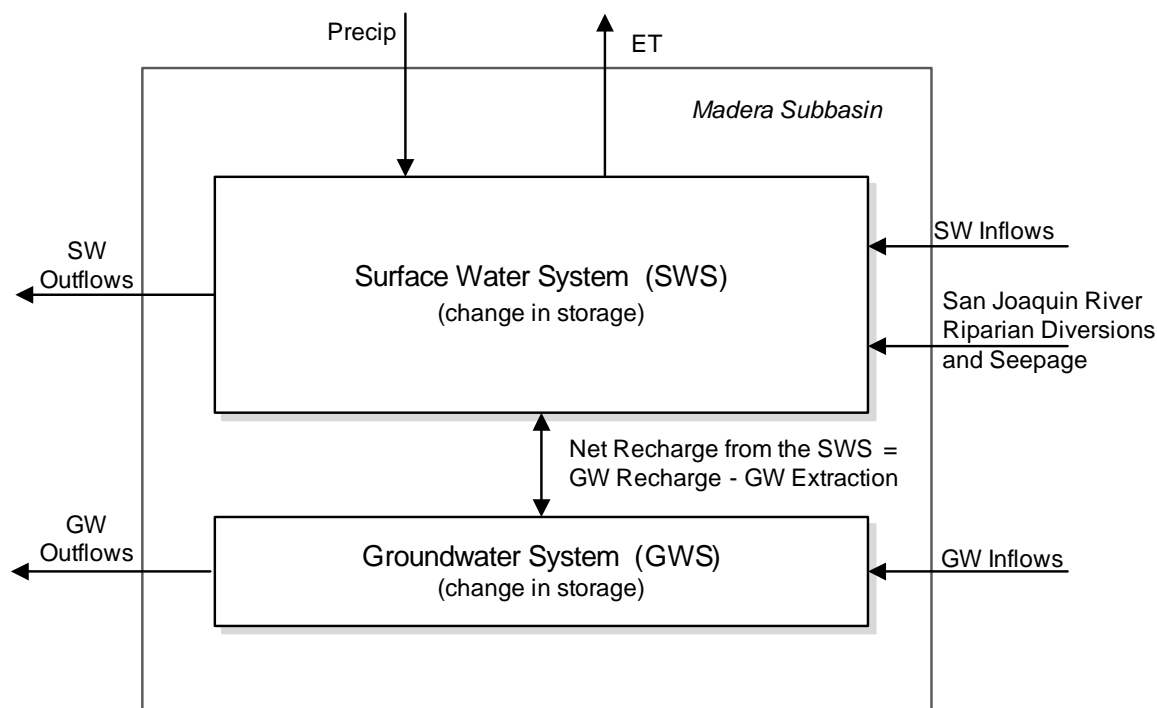 Precip
ET
Madera Subbasin
SW Inflows
SW
Outflows
Surface Water System (SWS)
(change in storage)
San Joaquin River
Riparian Diversions
and Seepage
Net Recharge from the SWS =
GW Recharge - GW Extraction
GW
Outflows
Groundwater System (GWS)
(change in storage)
GW Inflows